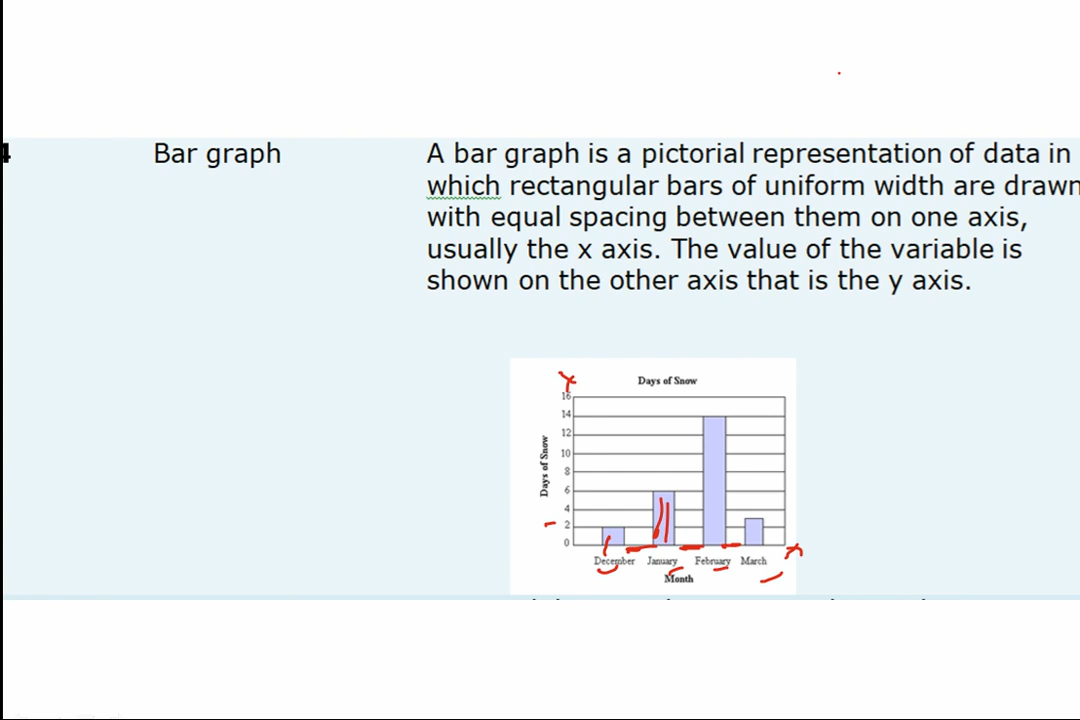 4
Bar graph
A bar graph is a pictorial representation of data in
which rectangular bars of uniform width are drawn
with equal spacing between them on one axis,
usually the x axis. The value of the variable is
shown on the other axis that is the y axis.
Y
Days of Snow
16
14
12
10
8
6
4
2
0
Days of Snow
December January February March
Month